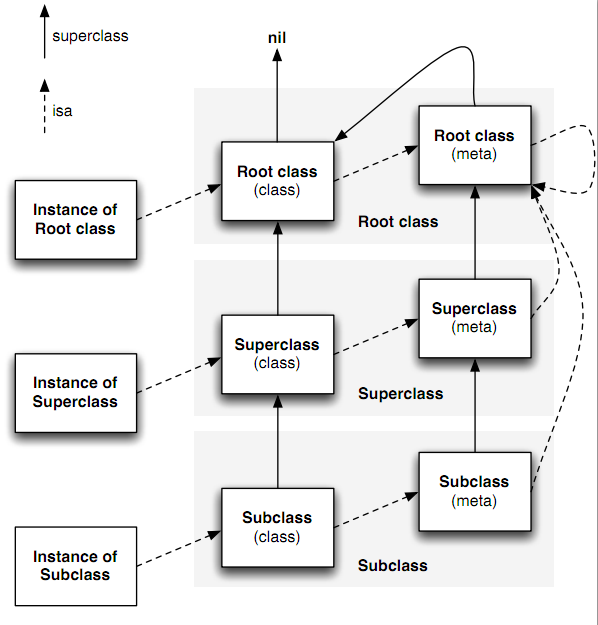 superclass
isa
nil
Root class
(meta)
Root class
(class)
Instance of
Root class
Root class
Superclass
(meta)
Superclass
(class)
Instance of
Superclass
Superclass
Subclass
(meta)
Subclass
(class)
Instance of
Subclass
Subclass